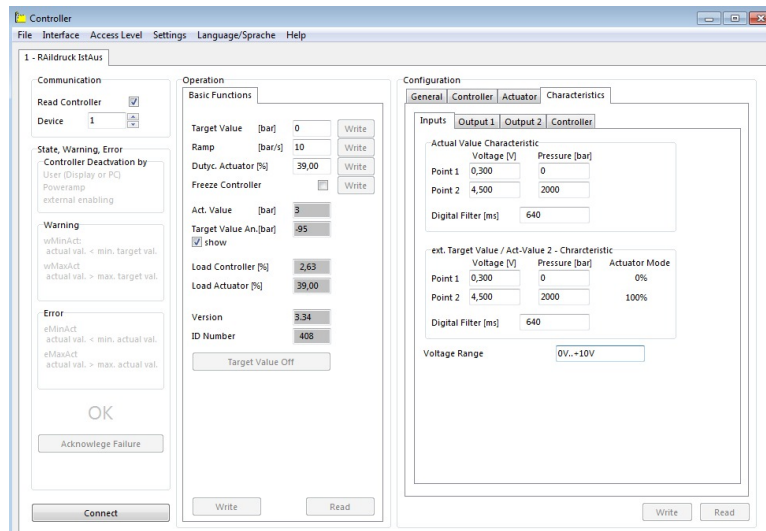 Controller
File Interface Access Level Settings Language/Sprache Help
1 - RAildruck IstAus
Communication
Read Controller
Device 1
State, Warning, Error
Controller Deactvation by
User (Display or PC)
Poweramp
external enabling
Warning
wMinAct:
actual val. < min. target val.
wMaxAct
actual val. > max. target val.
Error
eMinAct
actual val. < min. actual val.
eMaxAct
actual val. > max. actual val.
OK
Acknowlege Failure
Connect
Operation
Basic Functions
Target Value [bar] 0 Write
Ramp [bar/s] 10 Write
Dutyc. Actuator [%] 39,00 Write
Freeze Controller Write
Act. Value [bar] 3
Target Value An.[bar] -95
show
Load Controller [%] 2,63
Load Actuator [%] 39,00
Version 3.34
ID Number 408
Target Value Off
Write Read
Configuration
General Controller Actuator Characteristics
Inputs Output 1 Output 2 Controller
Actual Value Characteristic
Voltage [V] Pressure [bar]
Point 1 0,300 0
Point 2 4,500 2000
Digital Filter [ms] 640
ext. Target Value / Act-Value 2 - Chrarcteristic
Voltage [V] Pressure [bar] Actuator Mode
Point 1 0,300 0 0%
Point 2 4,500 2000 100%
Digital Filter [ms] 640
Voltage Range 0V..+10V
Write Read